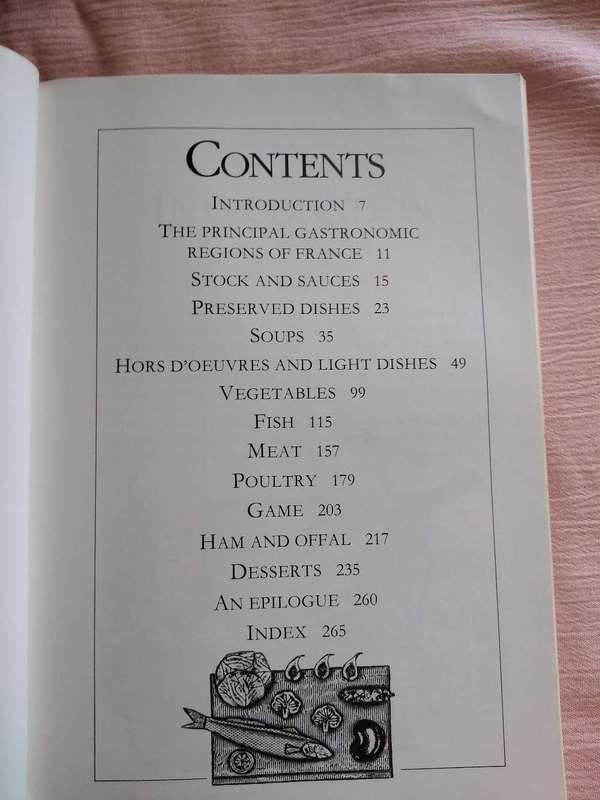 CONTENTS
INTRODUCTION 7
THE PRINCIPAL GASTRONOMIC
REGIONS OF FRANCE 11
STOCK AND SAUCES 15
PRESERVED DISHES 23
SOUPS 35
HORS D'OEUVRES AND LIGHT DISHES 49
VEGETABLES 99
FISH 115
MEAT 157
POULTRY 179
GAME 203
HAM AND OFFAL 217
DESSERTS 235
AN EPILOGUE 260
INDEX 265